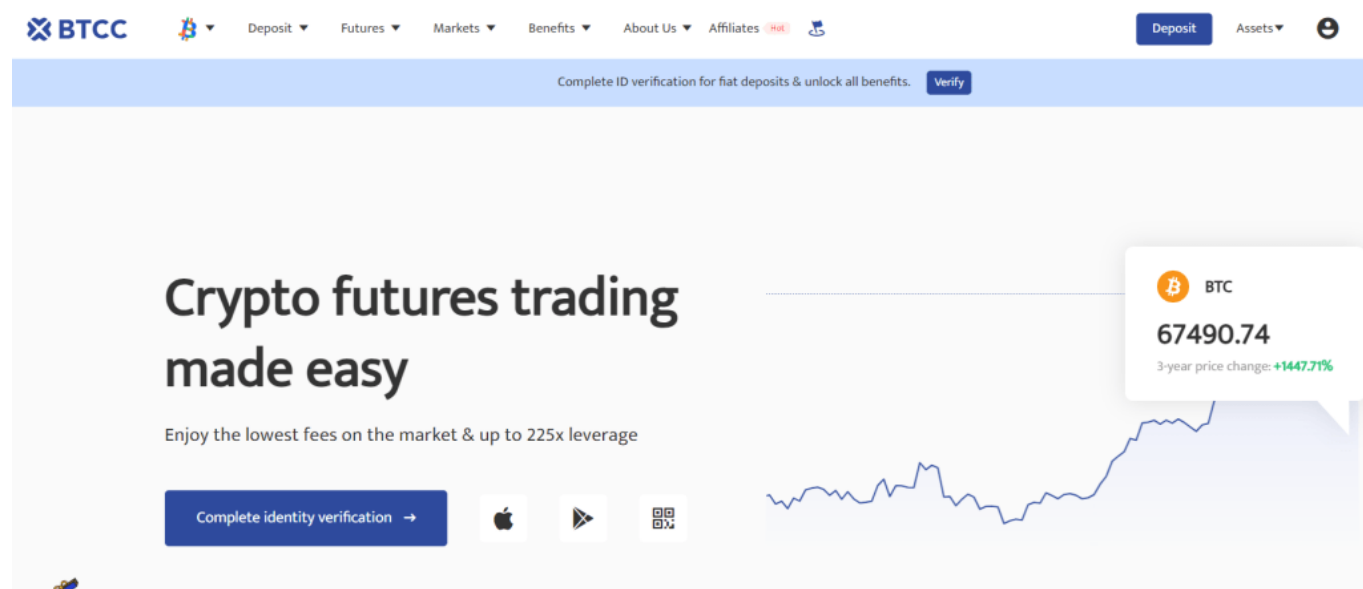 BTCC
Deposit
Futures
Markets
Benefits
About Us
Affiliates Hot
Deposit
Assets
Complete ID verification for fiat deposits & unlock all benefits.
Verify
Crypto futures trading
made easy
Enjoy the lowest fees on the market & up to 225x leverage
Complete identity verification →
BTC
67490.74
3-year price change: +1447.71%